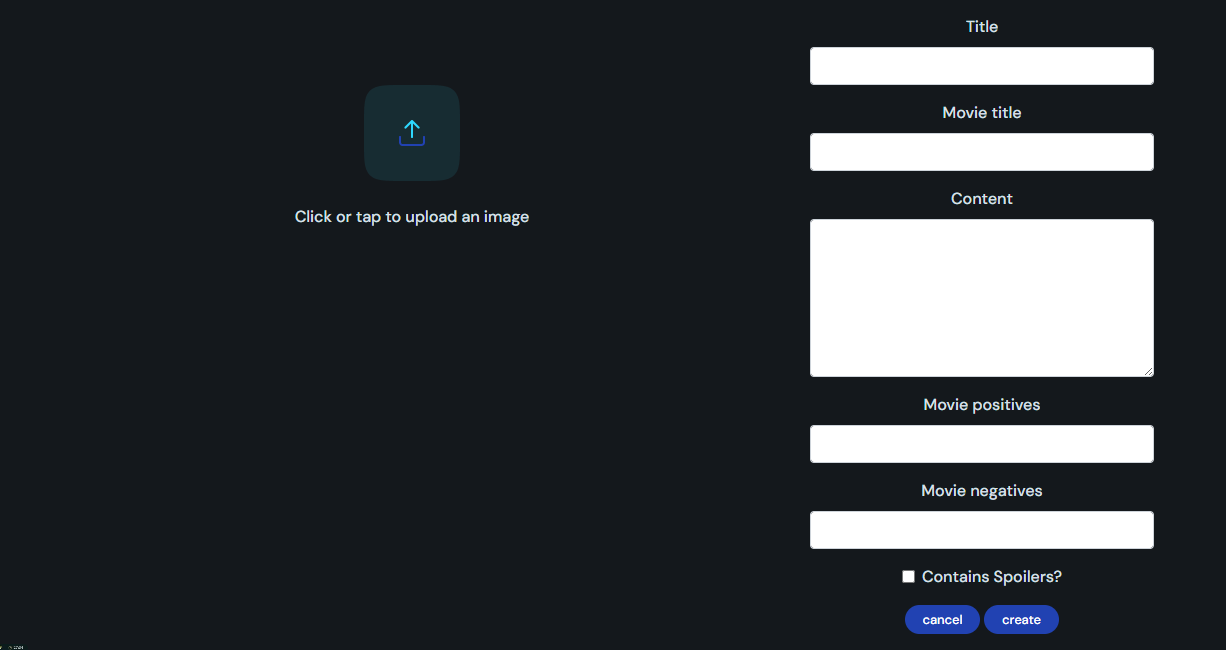 Title
Movie title
Click or tap to upload an image
Content
Movie positives
Movie negatives
Contains Spoilers?
cancel create